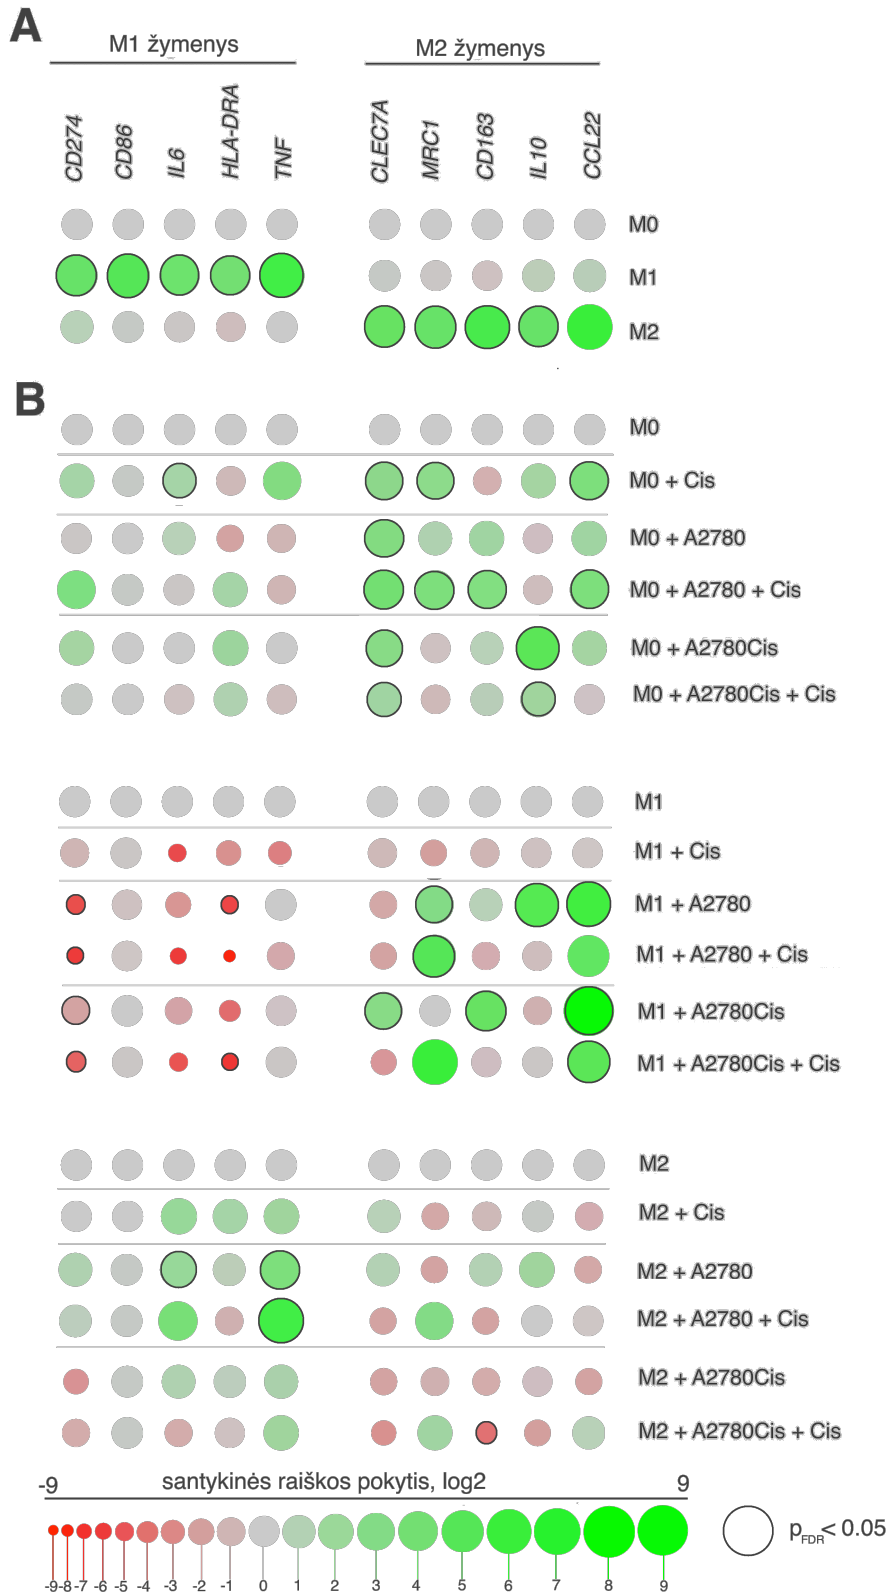 A
M1 žymenys M2 žymenys
CD274 CD86 IL6 HLA-DRA TNF CLEC7A MRC1 CD163 IL10 CCL22
M0
M1
M2
B
M0
M0 + Cis
M0 + A2780
M0 + A2780 + Cis
M0 + A2780Cis
M0 + A2780Cis + Cis
M1
M1 + Cis
M1 + A2780
M1 + A2780 + Cis
M1 + A2780Cis
M1 + A2780Cis + Cis
M2
M2 + Cis
M2 + A2780
M2 + A2780 + Cis
M2 + A2780Cis
M2 + A2780Cis + Cis
-9 santykinės raiškos pokytis, log2 9
pFDR < 0.05
-9 -8 -7 -6 -5 -4 -3 -2 -1 0 1 2 3 4 5 6 7 8 9